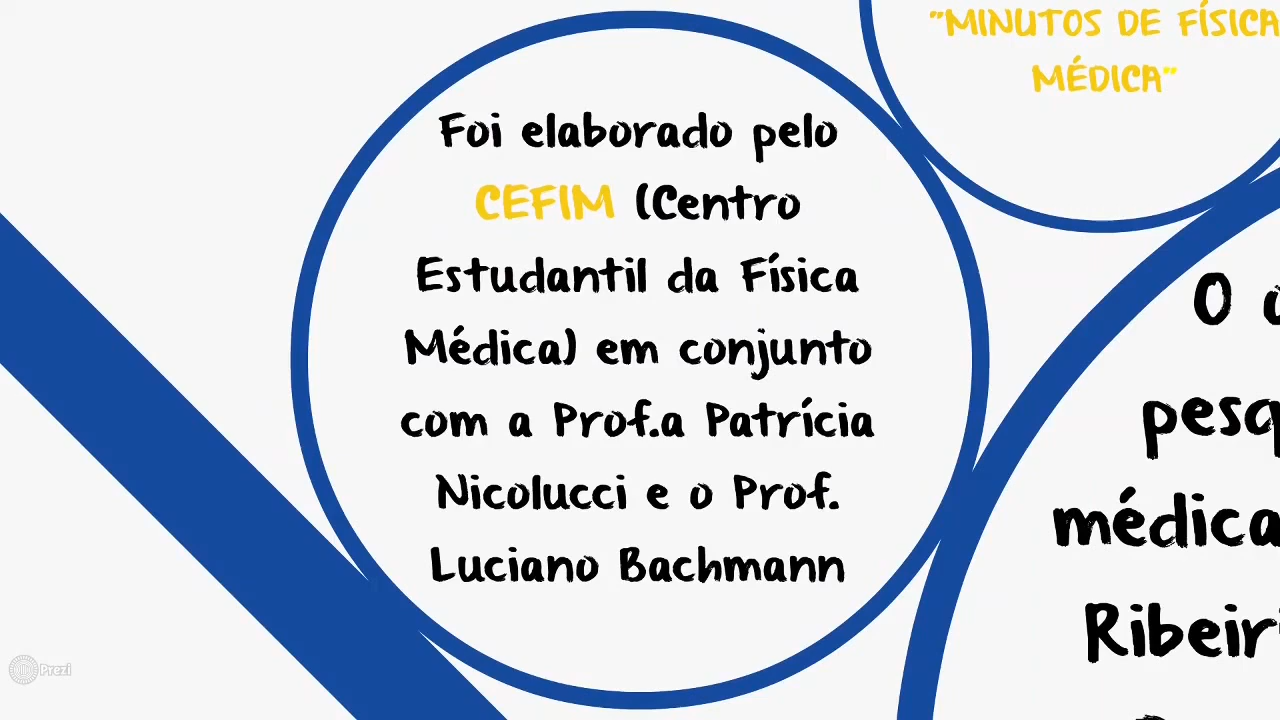 "MINUTOS DE FÍSICA
MÉDICA"
Foi elaborado pelo
CEFIM (Centro
Estudantil da Física
Médica) em conjunto
com a Prof.a Patrícia
Nicolucci e o Prof.
Luciano Bachmann
O
Prezi